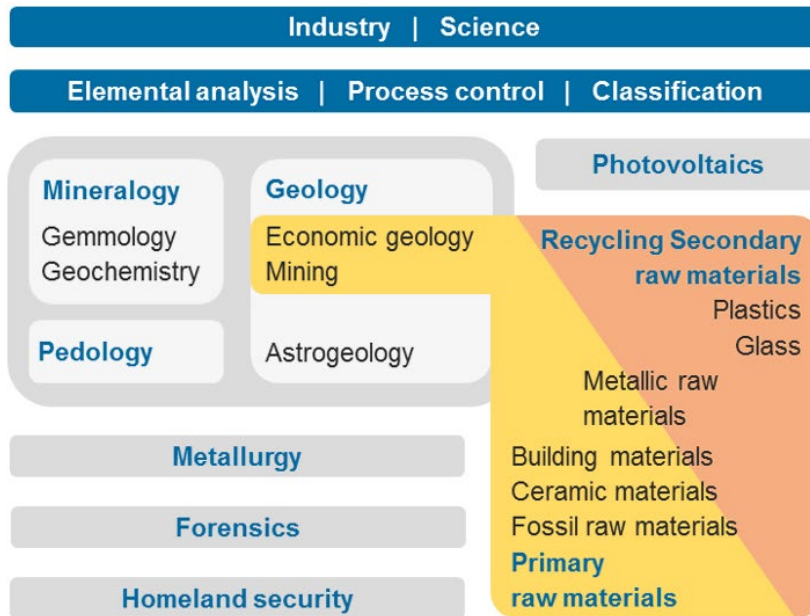 Industry | Science
Elemental analysis | Process control | Classification
Mineralogy
Gemmology
Geochemistry
Pedology
Geology
Economic geology
Mining
Astrogeology
Photovoltaics
Recycling Secondary
raw materials
Plastics
Glass
Metallic raw
materials
Building materials
Ceramic materials
Fossil raw materials
Primary
raw materials
Metallurgy
Forensics
Homeland security